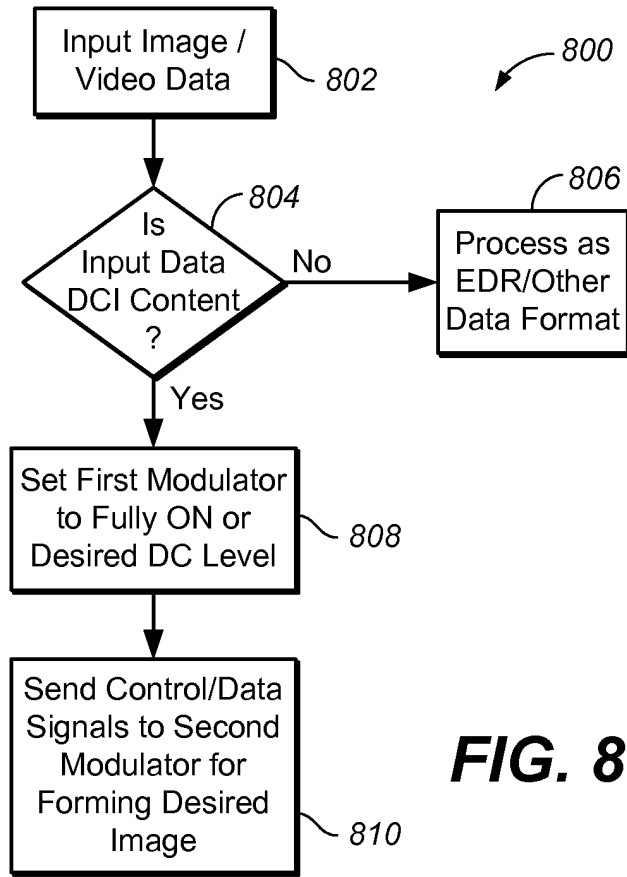 Input Image /
Video Data
802
800
804
Is
Input Data
DCI Content
?
No
806
Process as
EDR/Other
Data Format
Yes
Set First Modulator
to Fully ON or
Desired DC Level
808
Send Control/Data
Signals to Second
Modulator for
Forming Desired
Image
810
FIG. 8